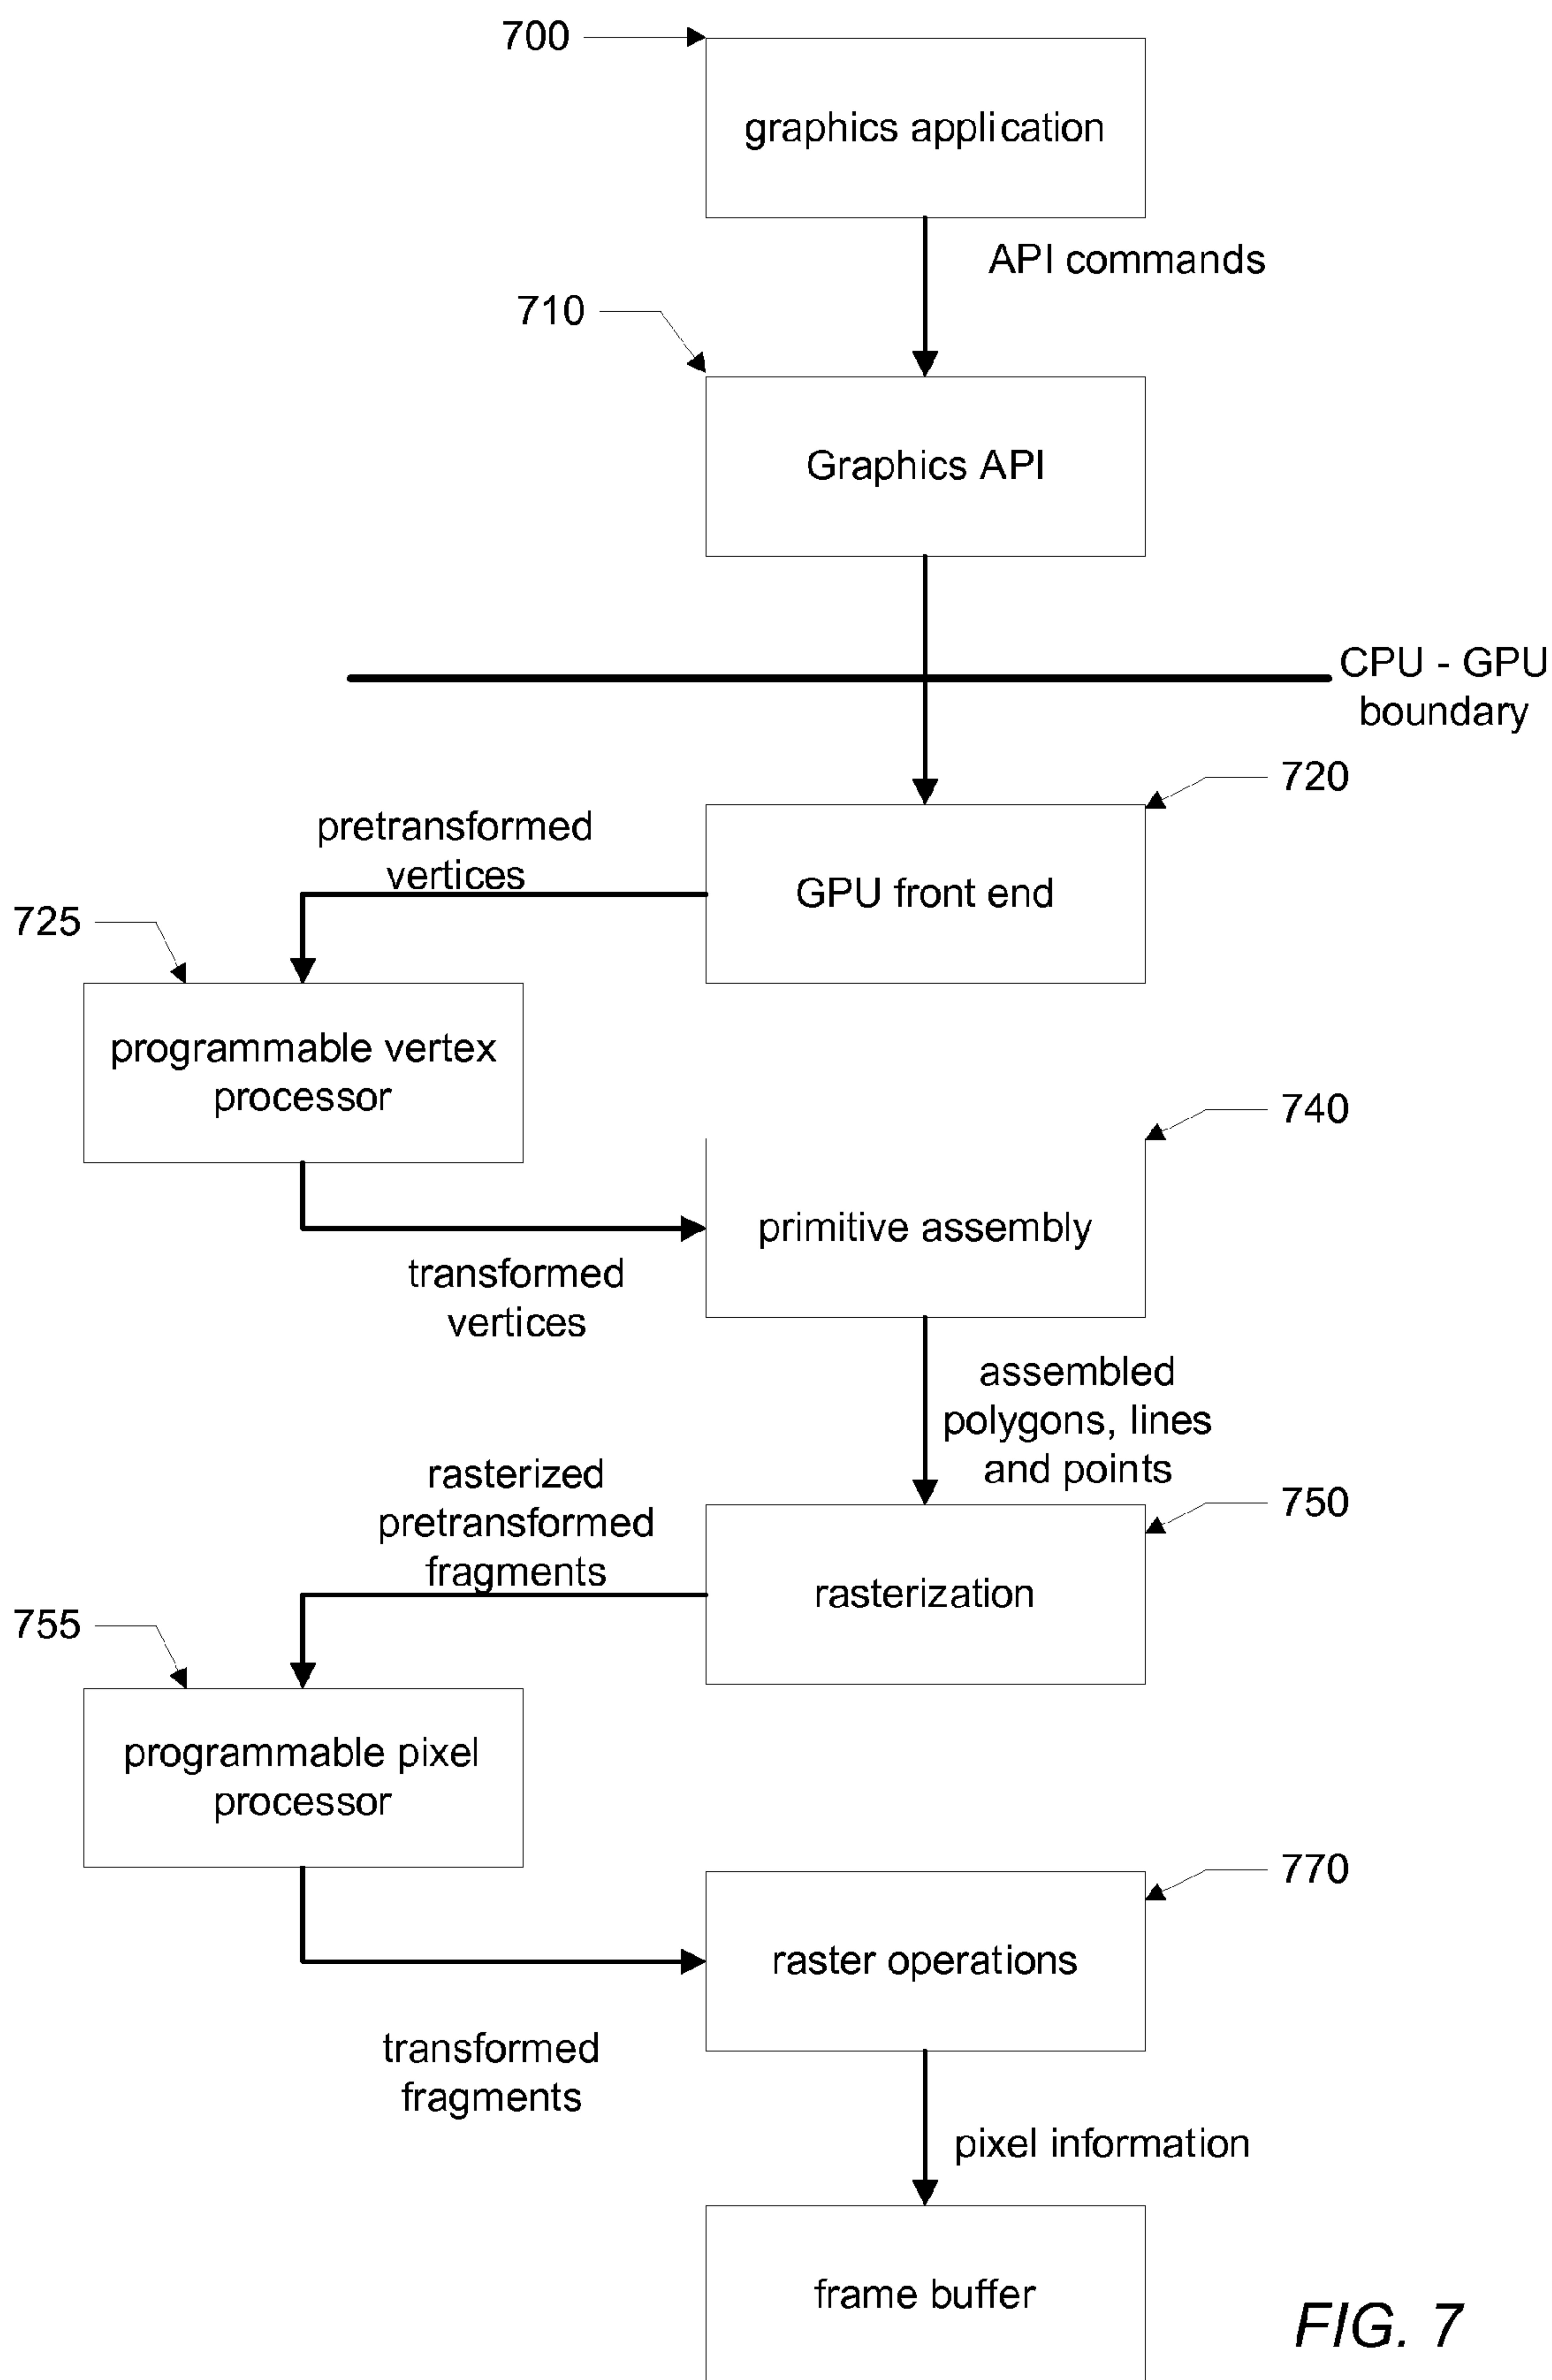 700
graphics application
API commands
710
Graphics API
CPU - GPU
boundary
720
pretransformed
vertices
GPU front end
725
programmable vertex
processor
740
primitive assembly
transformed
vertices
assembled
polygons, lines
and points
rasterized
pretransformed
fragments
750
rasterization
755
programmable pixel
processor
770
raster operations
transformed
fragments
pixel information
frame buffer
FIG. 7